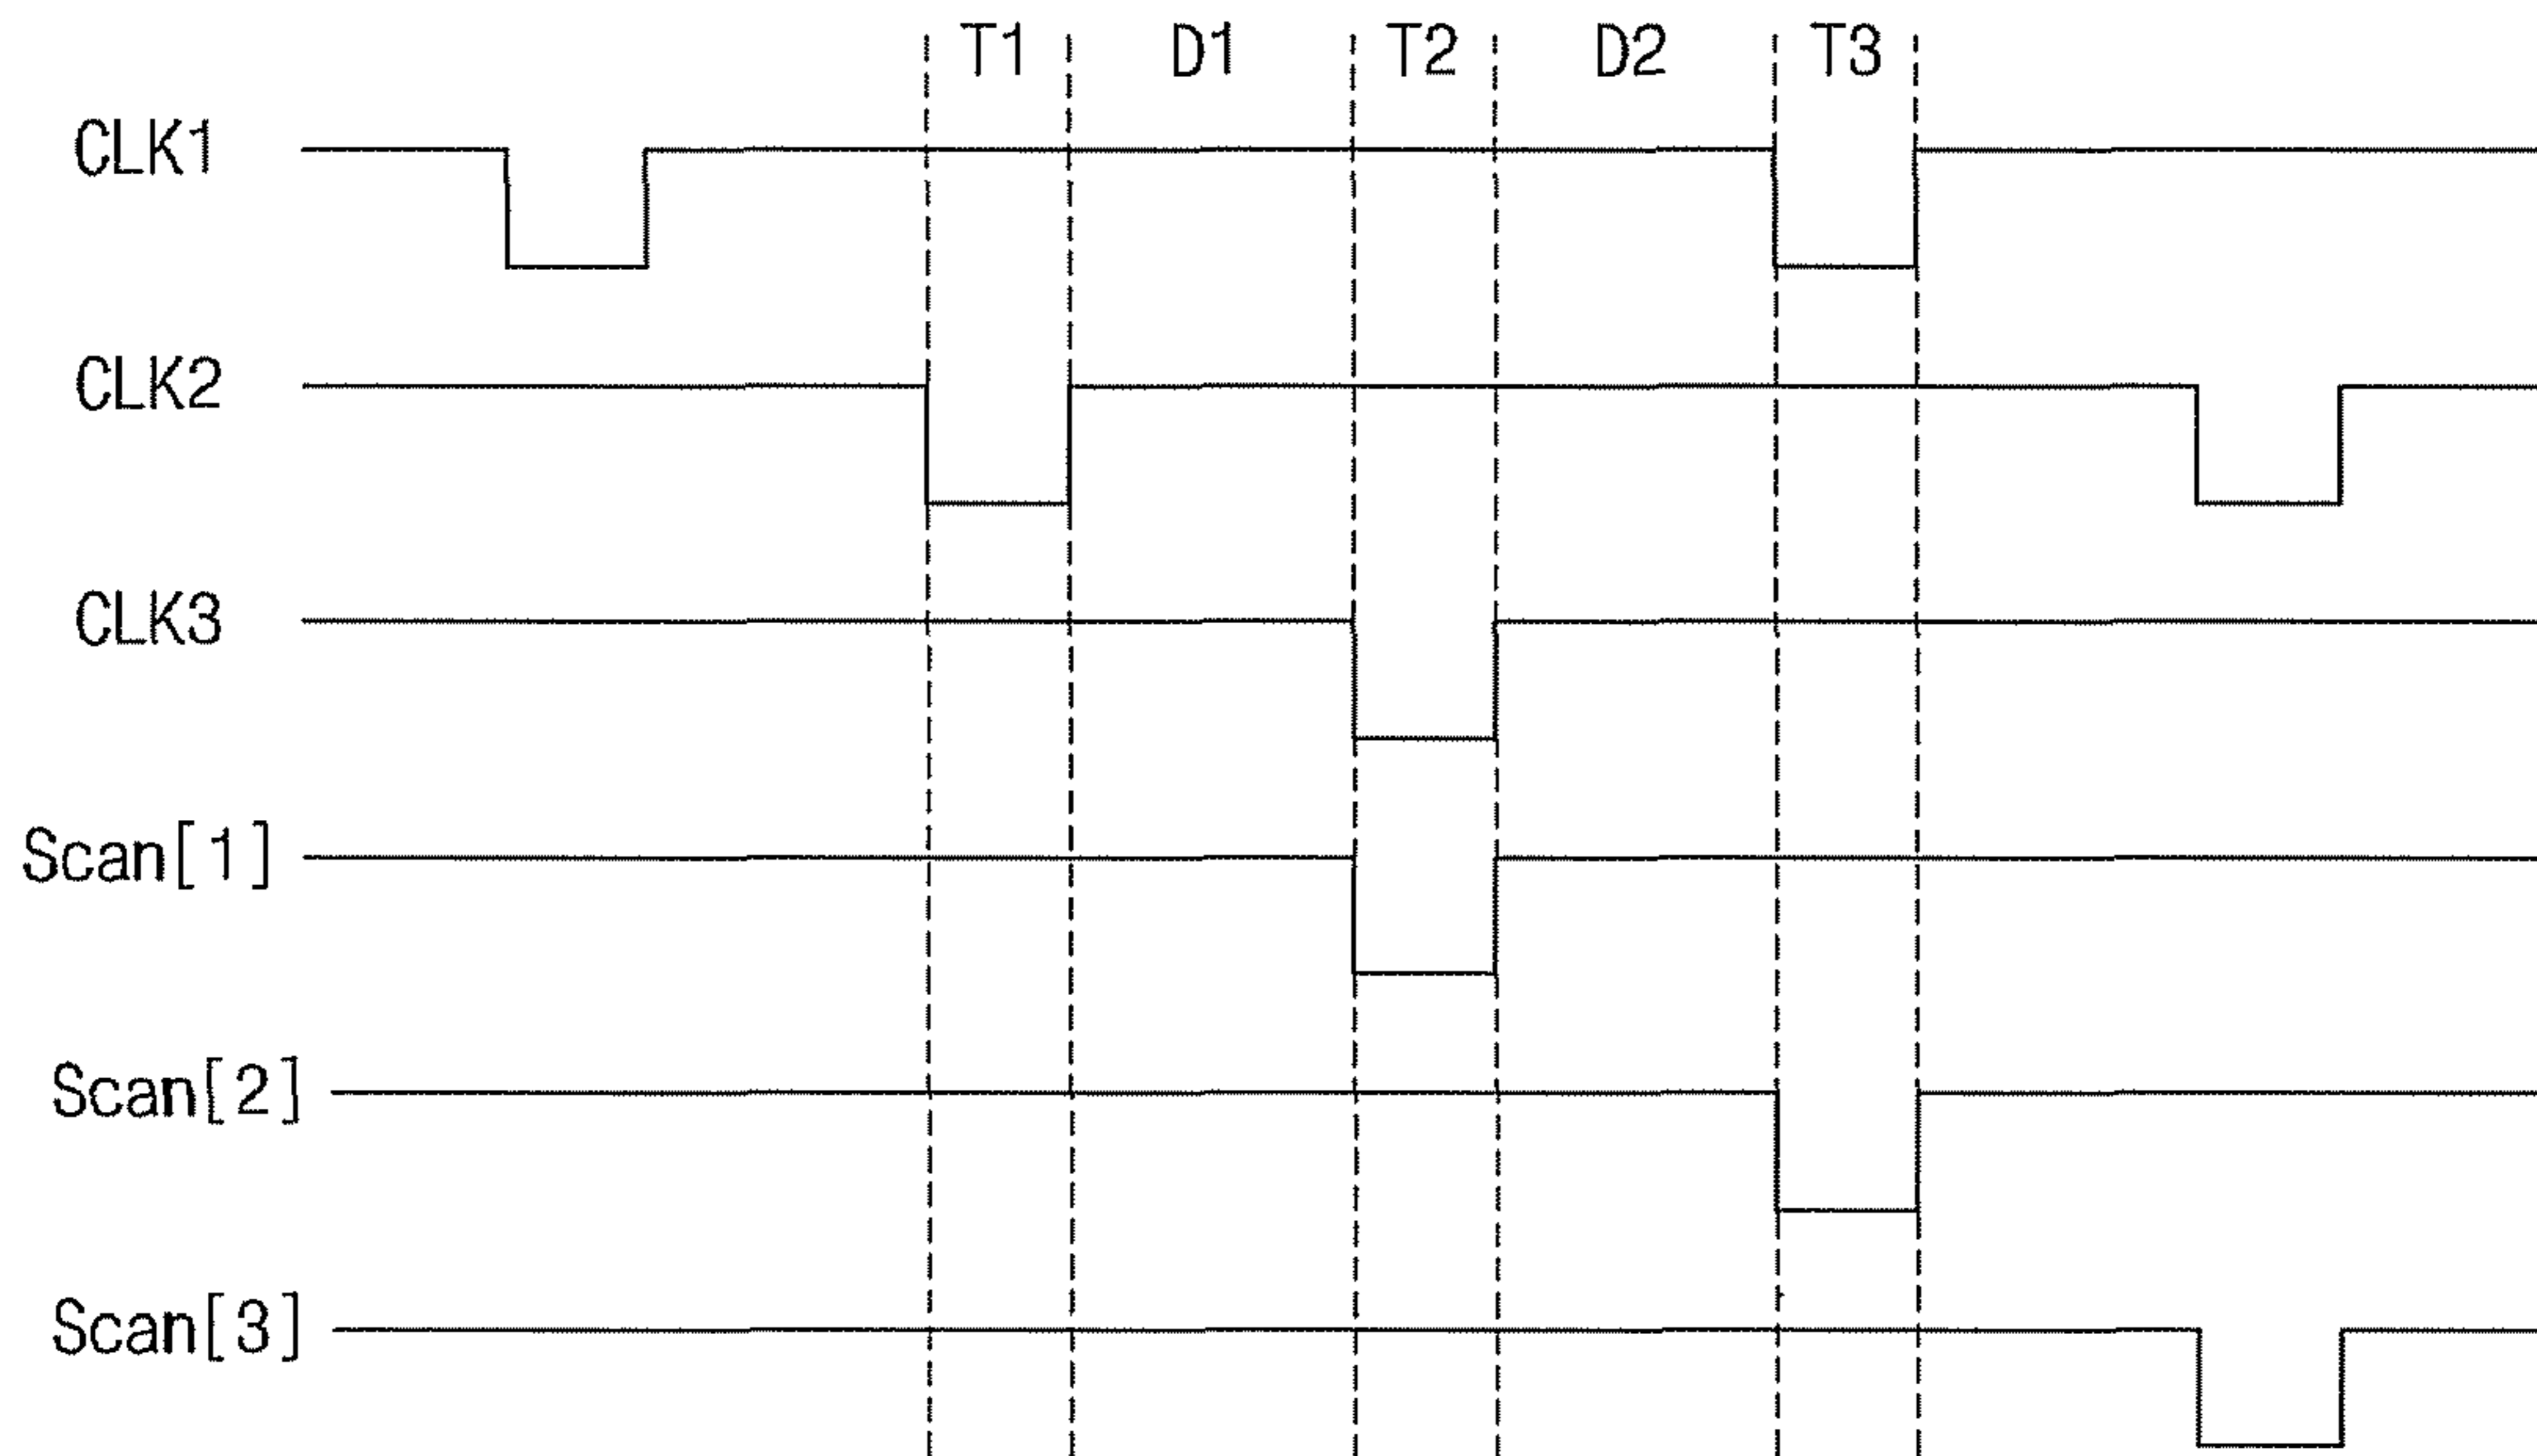 T1 D1 T2 D2 T3
CLK1
CLK2
CLK3
Scan[1]
Scan[2]
Scan[3]